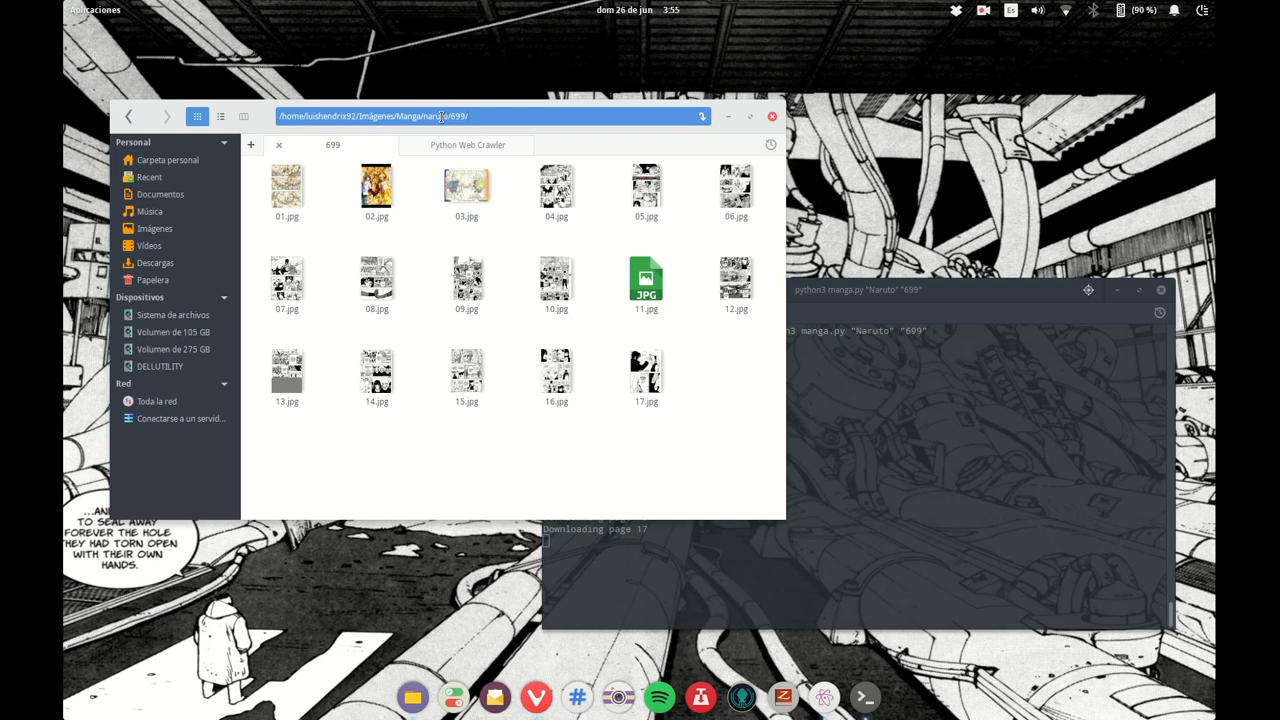 Aplicaciones
dom 26 de jun 3:55
Es
(90 %)
/home/luishendrix92/Imágenes/Manga/naruto/699/
Personal
Carpeta personal
Recent
Documentos
Música
Imágenes
Vídeos
Descargas
Papelera
Dispositivos
Sistema de archivos
Volumen de 105 GB
Volumen de 275 GB
DELLUTILITY
Red
Toda la red
Conectarse a un servid...
699
Python Web Crawler
01.jpg
02.jpg
03.jpg
04.jpg
05.jpg
06.jpg
07.jpg
08.jpg
09.jpg
10.jpg
JPG
11.jpg
12.jpg
13.jpg
14.jpg
15.jpg
16.jpg
17.jpg
python3 manga.py "Naruto" "699"
n3 manga.py "Naruto" "699"
Downloading page 17
TO SEAL AWAY
FOREVER THE HOLE
THEY HAD TORN OPEN
WITH THEIR OWN
HANDS.